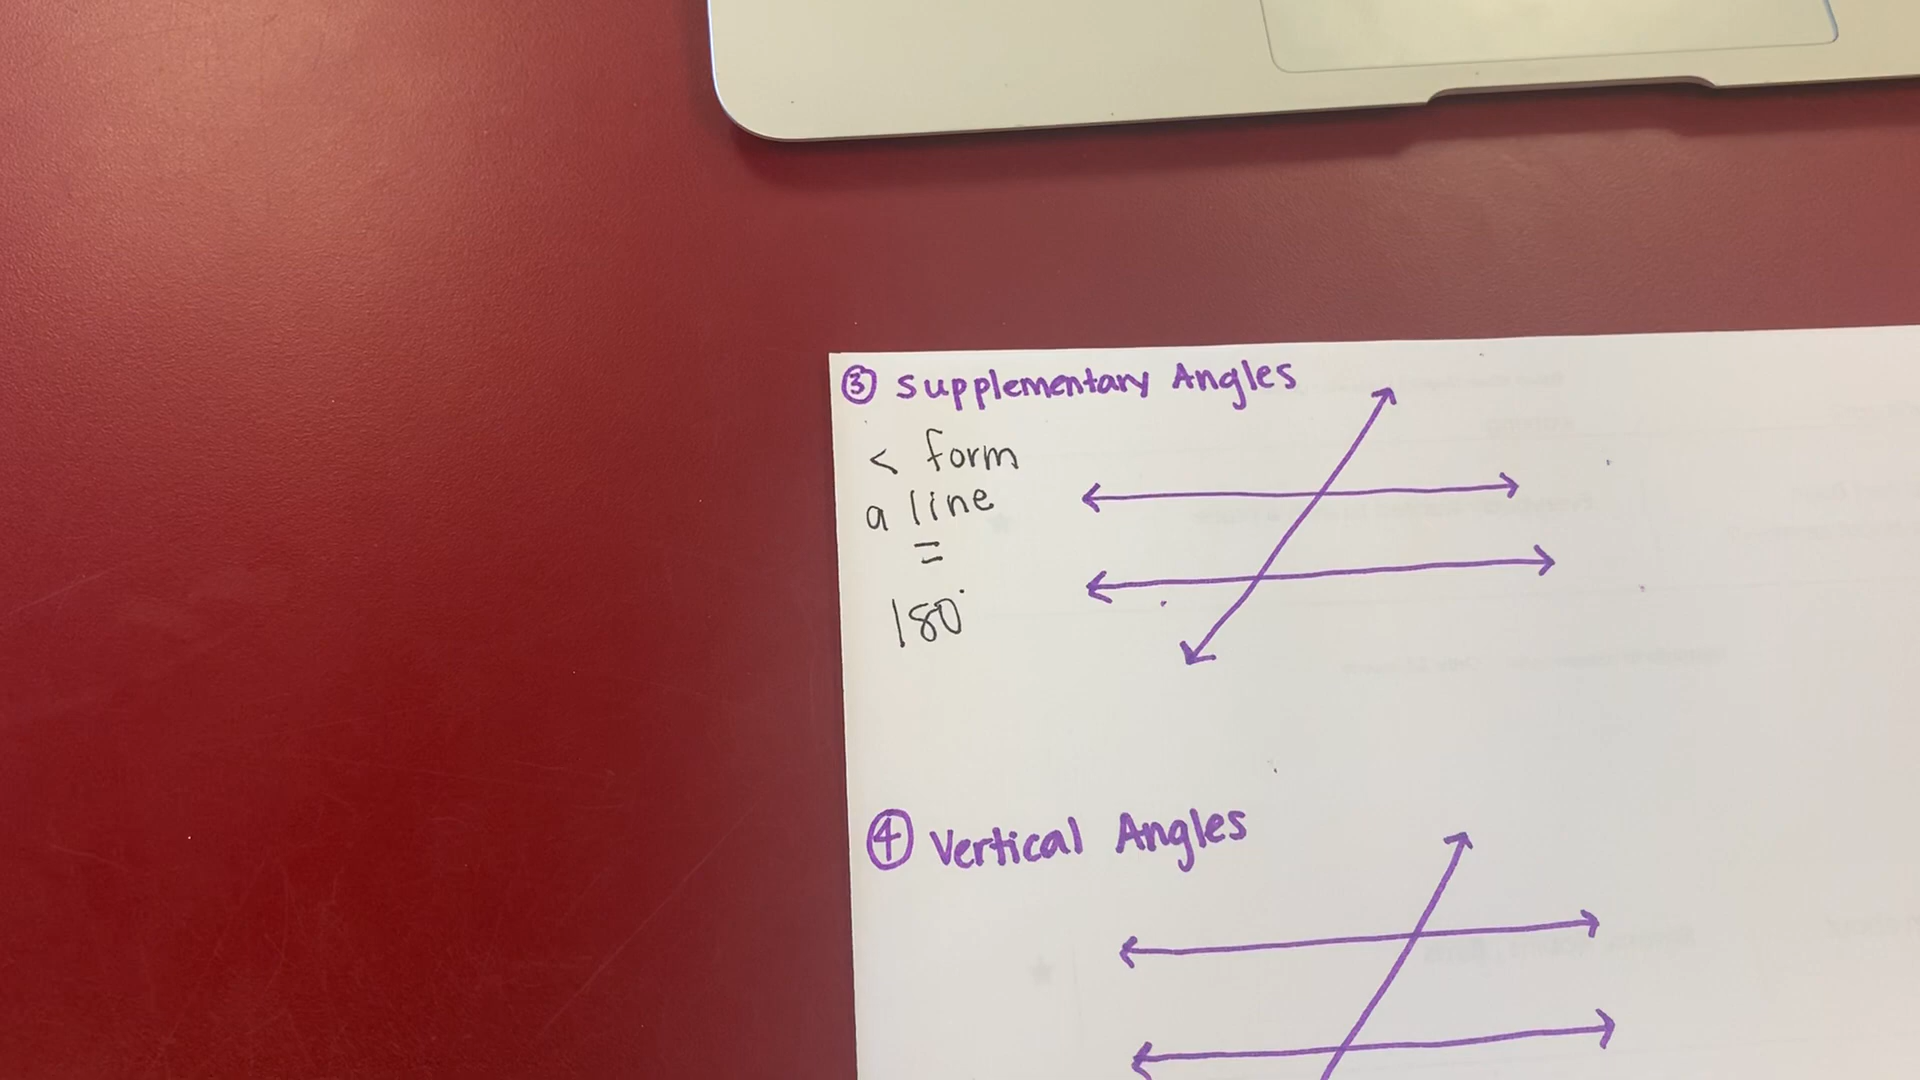 ③ Supplementary Angles
< form
a line
=
180°
④ Vertical Angles